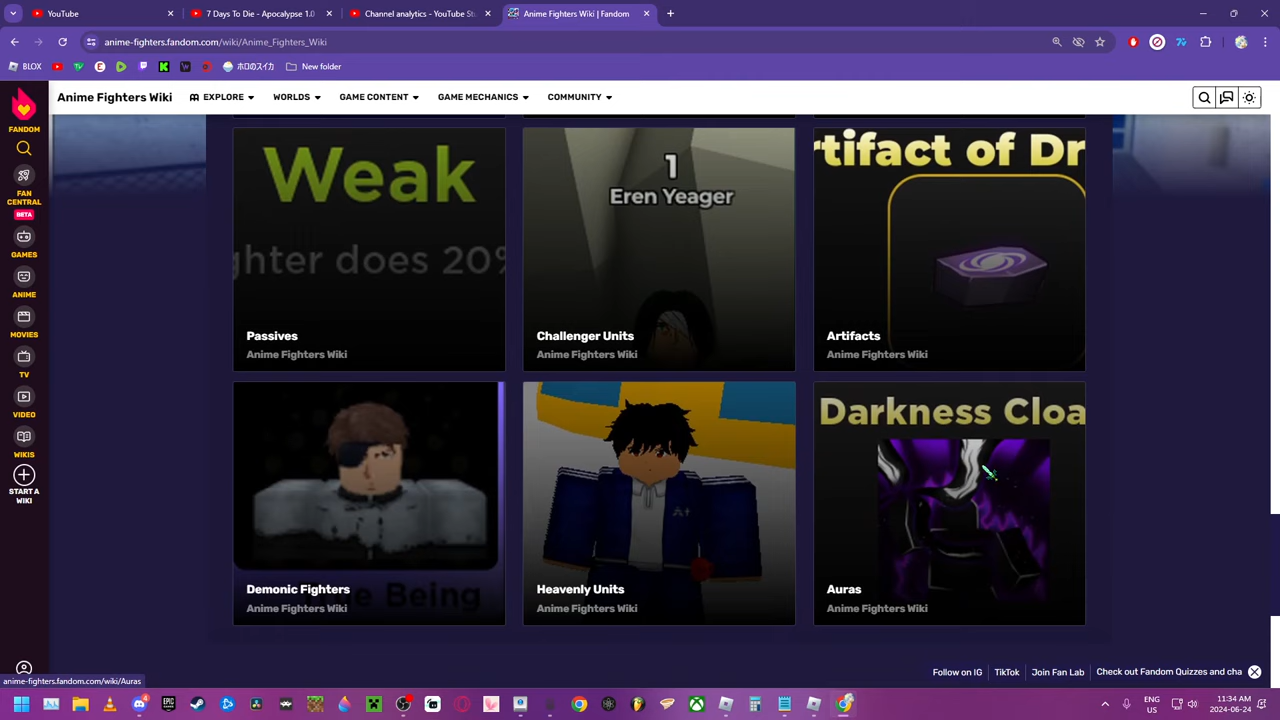 YouTube
7 Days To Die - Apocalypse 1.0
Channel analytics - YouTube St
Anime Fighters Wiki | Fandom
anime-fighters.fandom.com/wiki/Anime_Fighters_Wiki
BLOX
ホロのスイカ
New folder
FANDOM
FAN CENTRAL
BETA
GAMES
ANIME
MOVIES
TV
VIDEO
WIKIS
START A WIKI
Anime Fighters Wiki
EXPLORE
WORLDS
GAME CONTENT
GAME MECHANICS
COMMUNITY
Weak
ghter does 20%
Passives
Anime Fighters Wiki
1
Eren Yeager
Challenger Units
Anime Fighters Wiki
rtifact of Dr
Artifacts
Anime Fighters Wiki
e Being
Demonic Fighters
Anime Fighters Wiki
Heavenly Units
Anime Fighters Wiki
Darkness Cloa
Auras
Anime Fighters Wiki
Follow on IG
TikTok
Join Fan Lab
Check out Fandom Quizzes and cha
anime-fighters.fandom.com/wiki/Auras
ENG
US
11:34 AM
2024-06-24